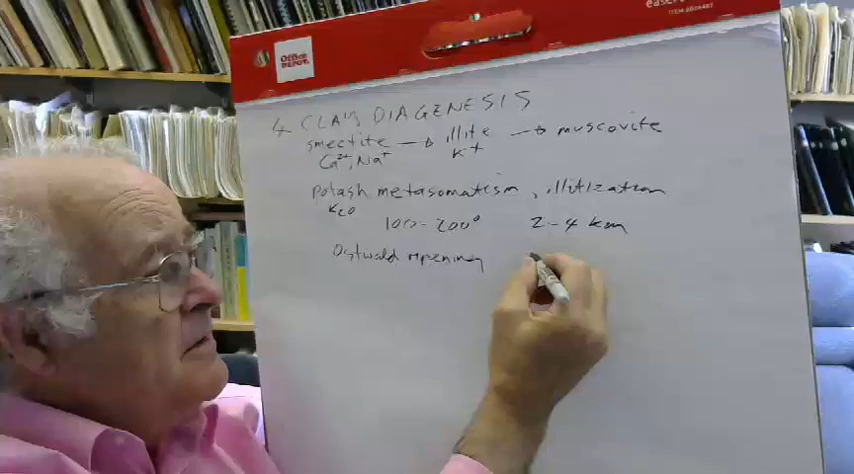 Office DEPOT
4 CLAY DIAGENESIS
smectite → illite → muscovite
Ca²⁺, Na⁺ K⁺
potash metasomatism, illitization
K₂O
100-200° 2-4 km
Ostwald ripening